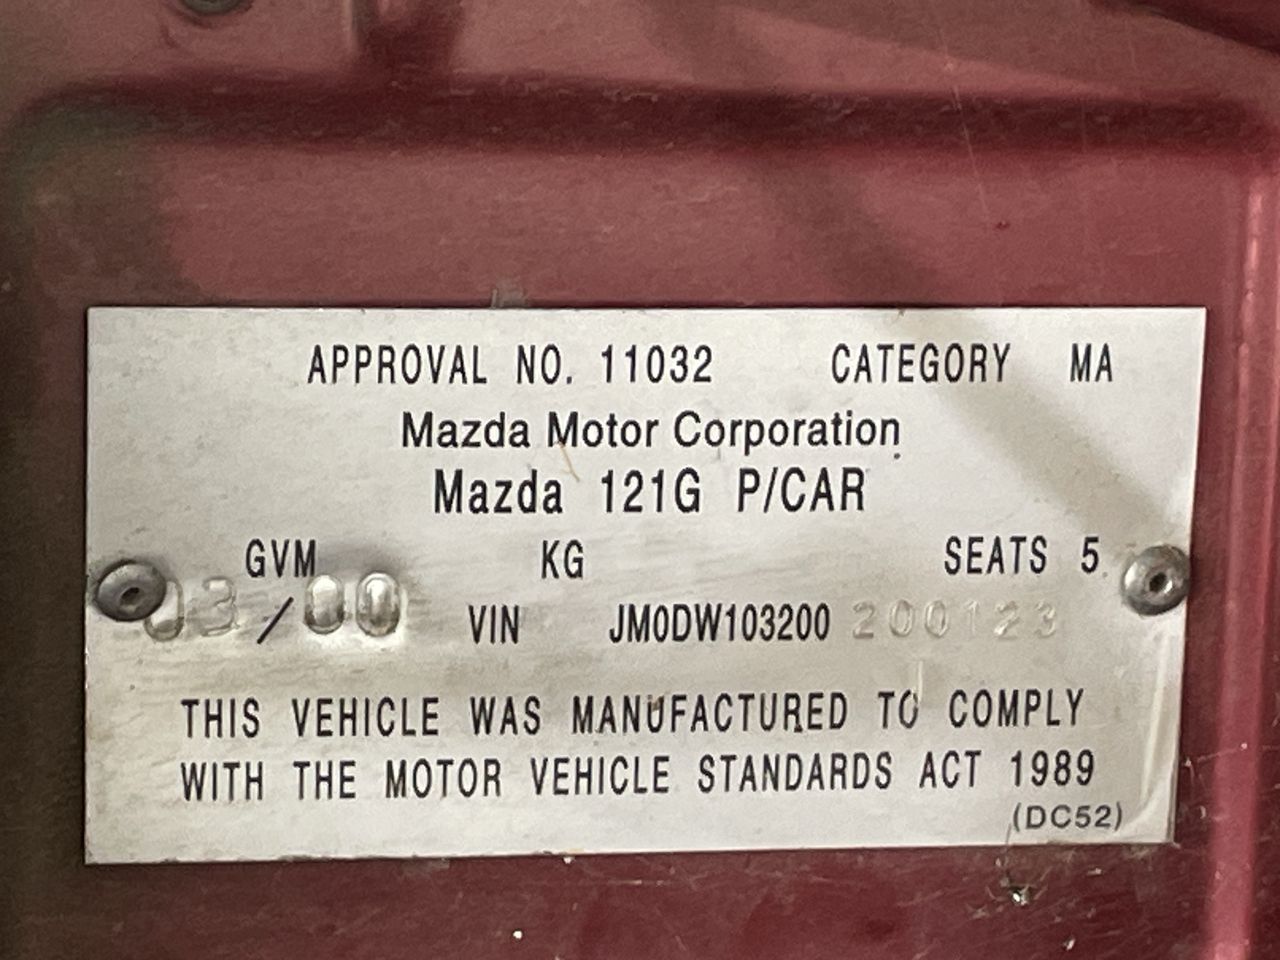 APPROVAL NO. 11032 CATEGORY MA
Mazda Motor Corporation
Mazda 121G P/CAR
GVM KG SEATS 5
03/00 VIN JM0DW103200 200123
THIS VEHICLE WAS MANUFACTURED TO COMPLY
WITH THE MOTOR VEHICLE STANDARDS ACT 1989
(DC52)